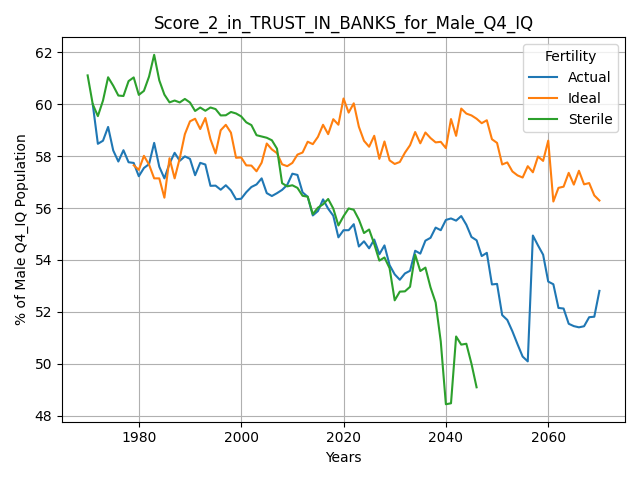 Score_2_in_TRUST_IN_BANKS_for_Male_Q4_IQ
% of Male Q4_IQ Population
62
60
58
56
54
52
50
48
Fertility
Actual
Ideal
Sterile
1980 2000 2020 2040 2060
Years